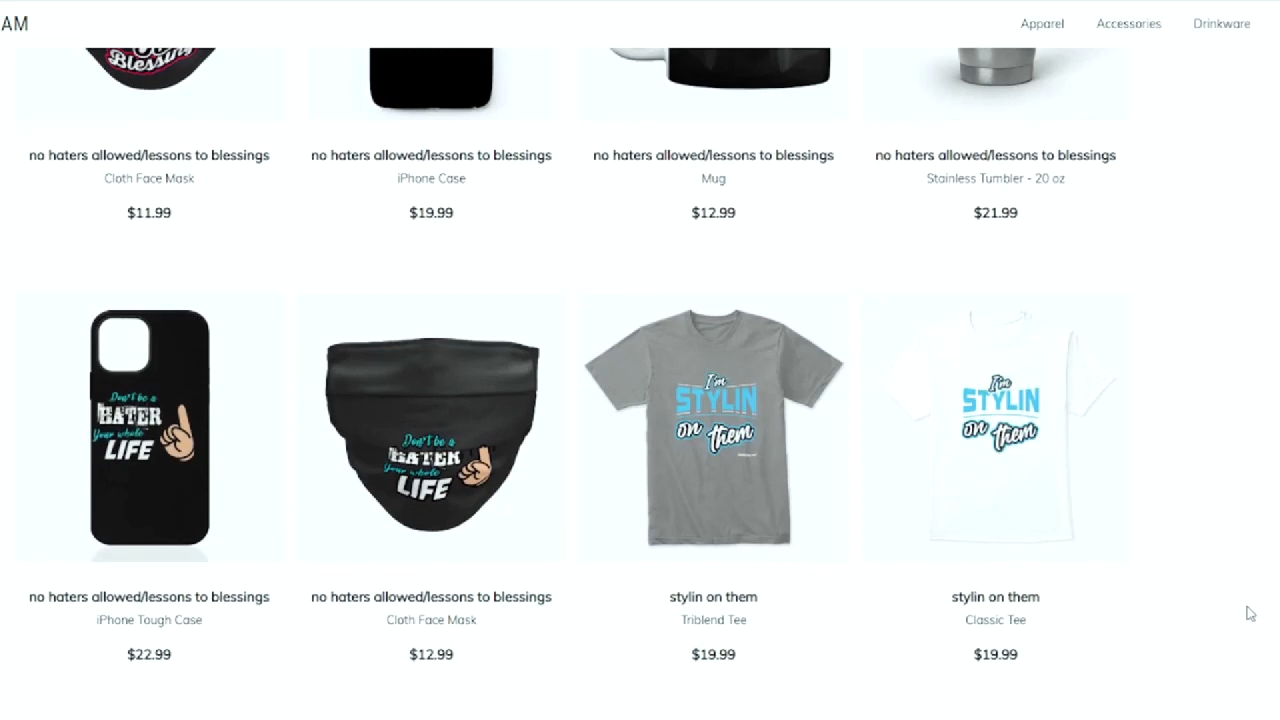 AM
Apparel Accessories Drinkware
Blessing
no haters allowed/lessons to blessings
Cloth Face Mask
$11.99
no haters allowed/lessons to blessings
iPhone Case
$19.99
no haters allowed/lessons to blessings
Mug
$12.99
no haters allowed/lessons to blessings
Stainless Tumbler - 20 oz
$21.99
Don't be a
HATER
Your whole
LIFE
no haters allowed/lessons to blessings
iPhone Tough Case
$22.99
Don't be a
HATER
Your whole
LIFE
no haters allowed/lessons to blessings
Cloth Face Mask
$12.99
I'm
STYLIN
on them
stylin on them
Triblend Tee
$19.99
I'm
STYLIN
on them
stylin on them
Classic Tee
$19.99